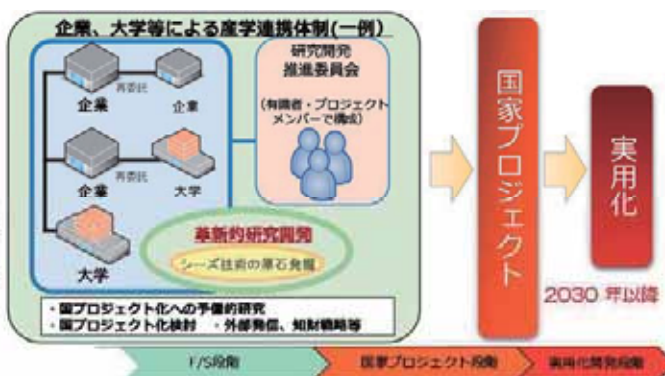 企業、大学等による産学連携体制(一例)
企業
再委託
企業
企業
再委託
大学
大学
研究開発
推進委員会
(有識者・プロジェクト
メンバーで構成)
革新的研究開発
シーズ技術の原石発掘
・国プロジェクト化への予備的研究
・国プロジェクト化検討 ・外部発信、知財戦略等
国家プロジェクト
実用化
2030 年以降
F/S段階
国家プロジェクト段階
実用化開発段階